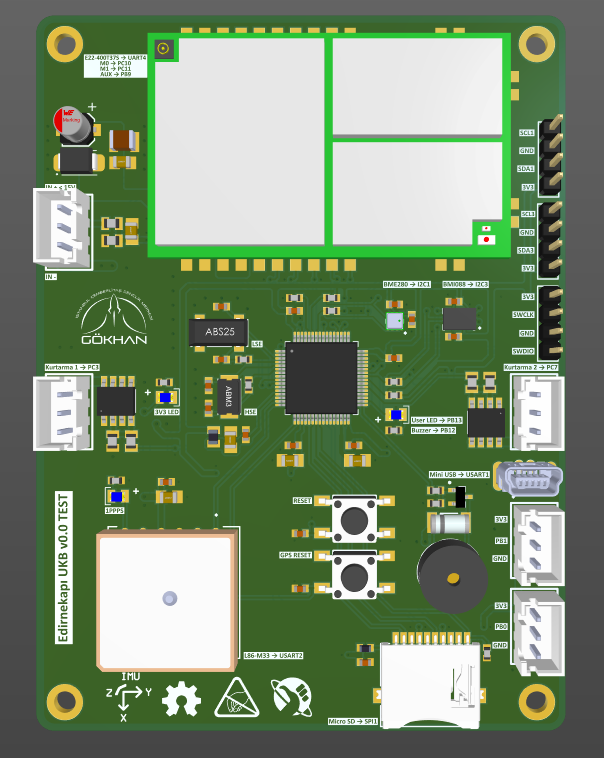 E22-400T37S → UART4
M0 → PC10
M1 → PC11
AUX → PB9
SCL1
GND
SDA1
3V3
SCL3
GND
SDA3
3V3
IN -
BME280 → I2C1
BMI088 → I2C3
3V3
SWCLK
GND
SWDIO
GÖKHAN
ABS25
LSE
Kurtarma 1 → PC3
Kurtarma 2 → PC7
ABM3
3V3 LED
HSE
User LED → PB13
Buzzer → PB12
Mini USB → USART1
1PPPS
RESET
3V3
PB1
GND
GPS RESET
Edirnekapı UKB v0.0 TEST
3V3
PB0
GND
L86-M33 → USART2
IMU
Z Y
X
Micro SD → SPI1